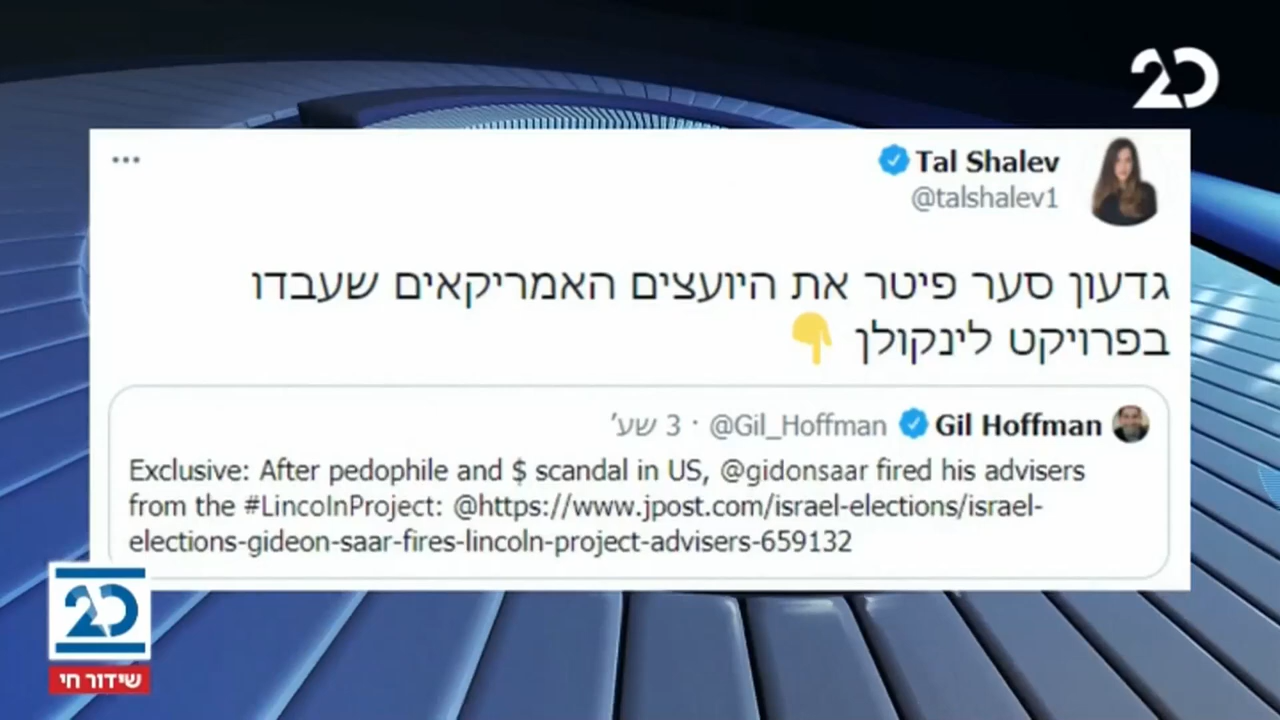 20
Tal Shalev
@talshalev1
גדעון סער פיטר את היועצים האמריקאים שעבדו
בפרויקט לינקולן 👇
Gil Hoffman @Gil_Hoffman · 3 שע'
Exclusive: After pedophile and $ scandal in US, @gidonsaar fired his advisers
from the #LincolnProject: @https://www.jpost.com/israel-elections/israel-
elections-gideon-saar-fires-lincoln-project-advisers-659132
20
שידור חי